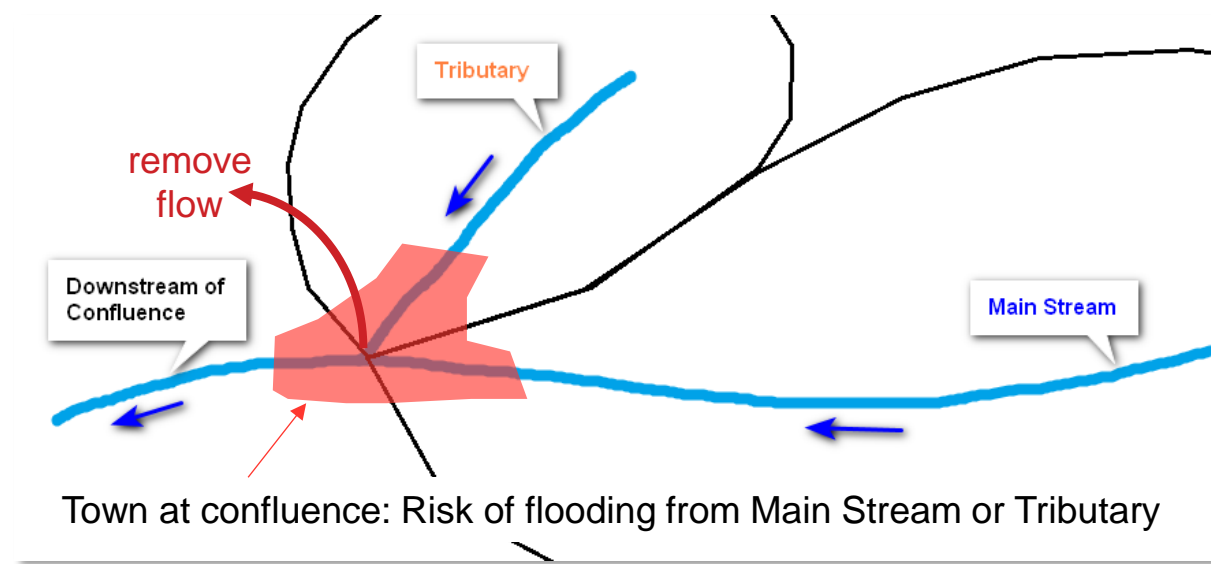 Tributary
remove
flow
Downstream of
Confluence
Main Stream
Town at confluence: Risk of flooding from Main Stream or Tributary